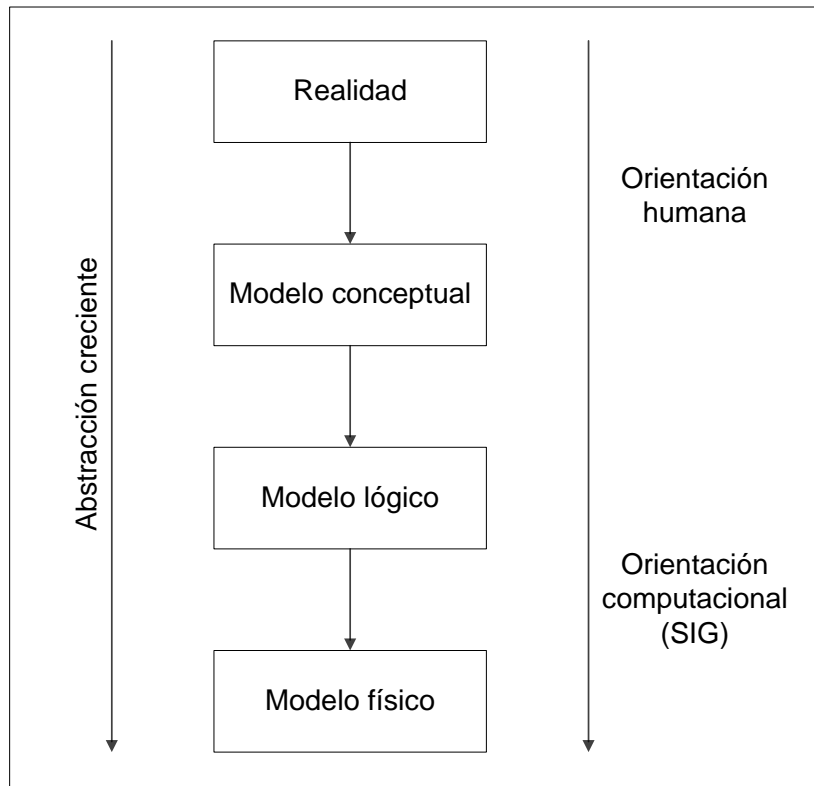 Realidad
Orientación
humana
Modelo conceptual
Abstracción creciente
Modelo lógico
Orientación
computacional
(SIG)
Modelo físico